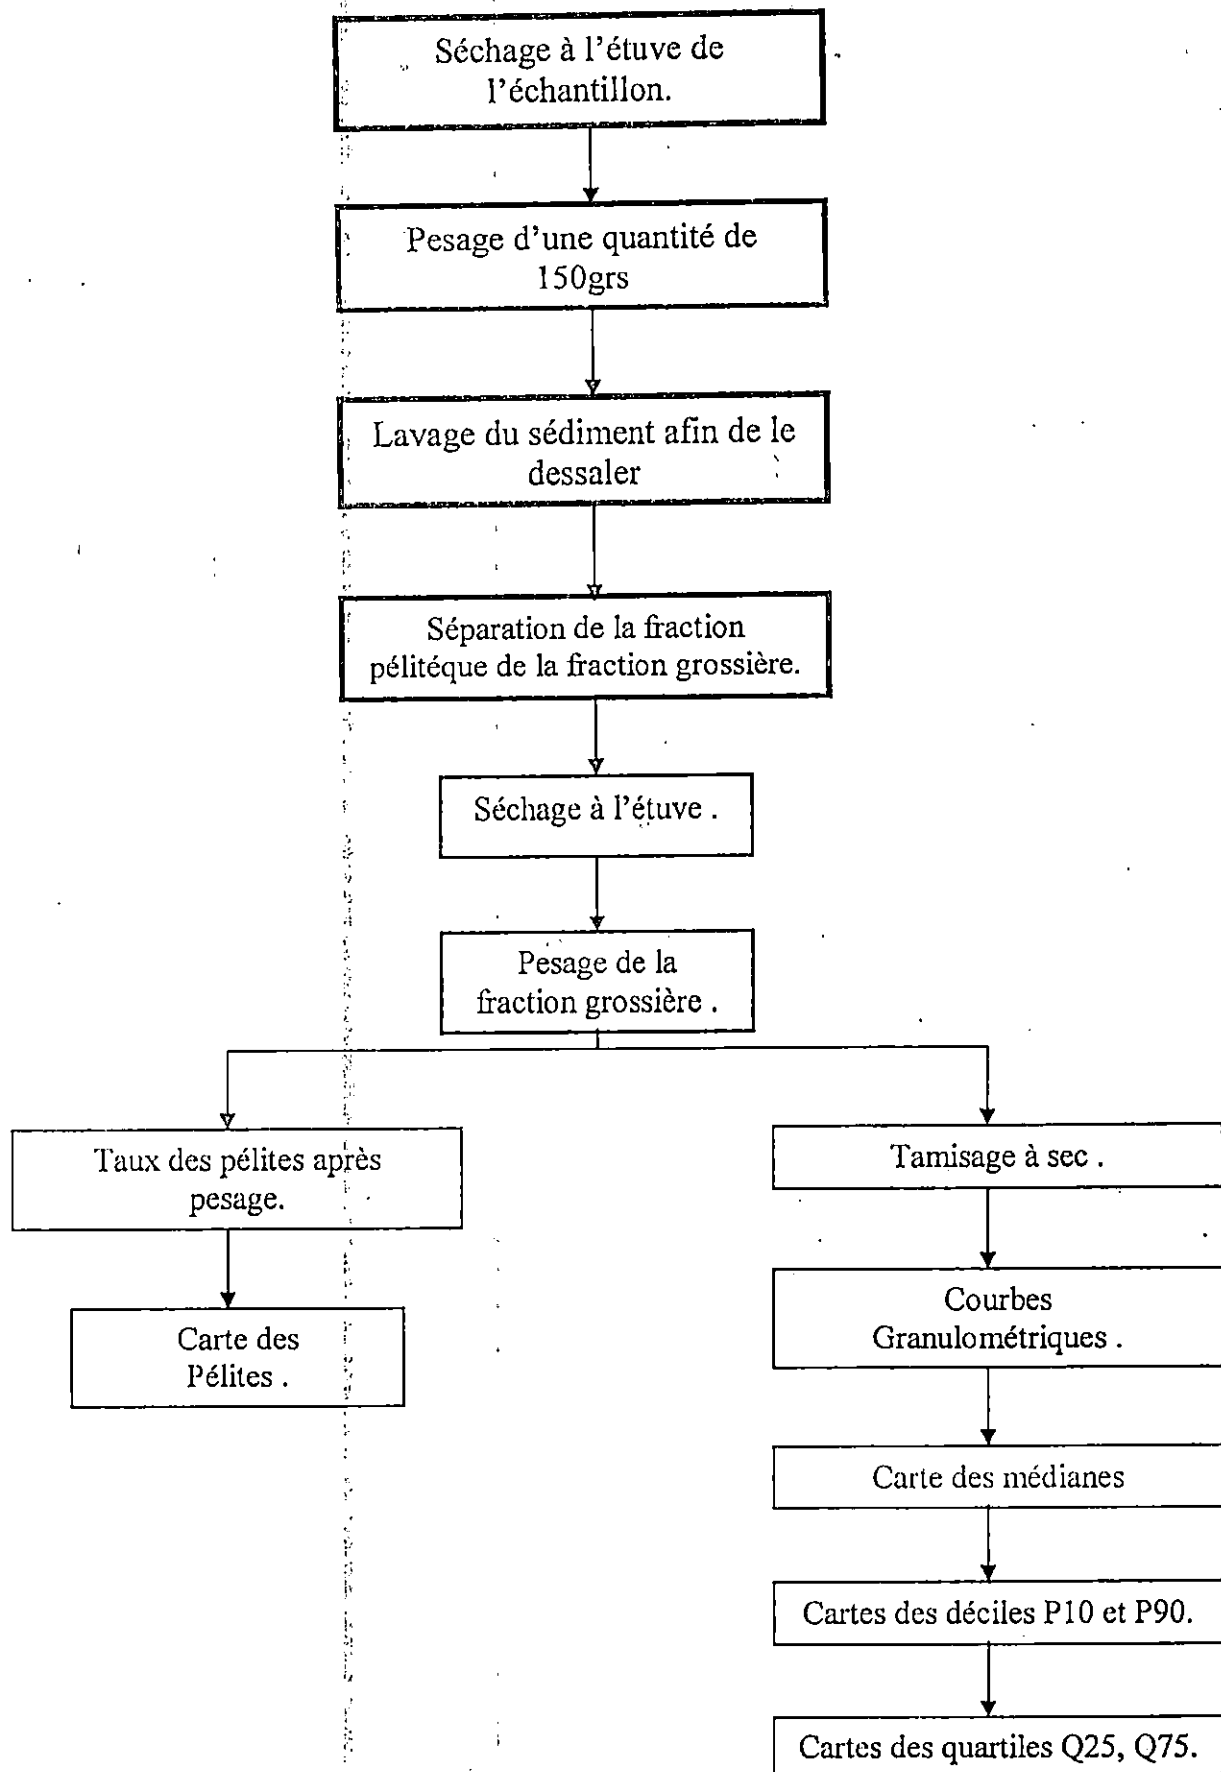 Séchage à l'étuve de
l'échantillon.
Pesage d'une quantité de
150grs
Lavage du sédiment afin de le
dessaler
Séparation de la fraction
pélitéque de la fraction grossière.
Séchage à l'étuve .
Pesage de la
fraction grossière .
Taux des pélites après
pesage.
Carte des
Pélites .
Tamisage à sec .
Courbes
Granulométriques .
Carte des médianes
Cartes des déciles P10 et P90.
Cartes des quartiles Q25, Q75.